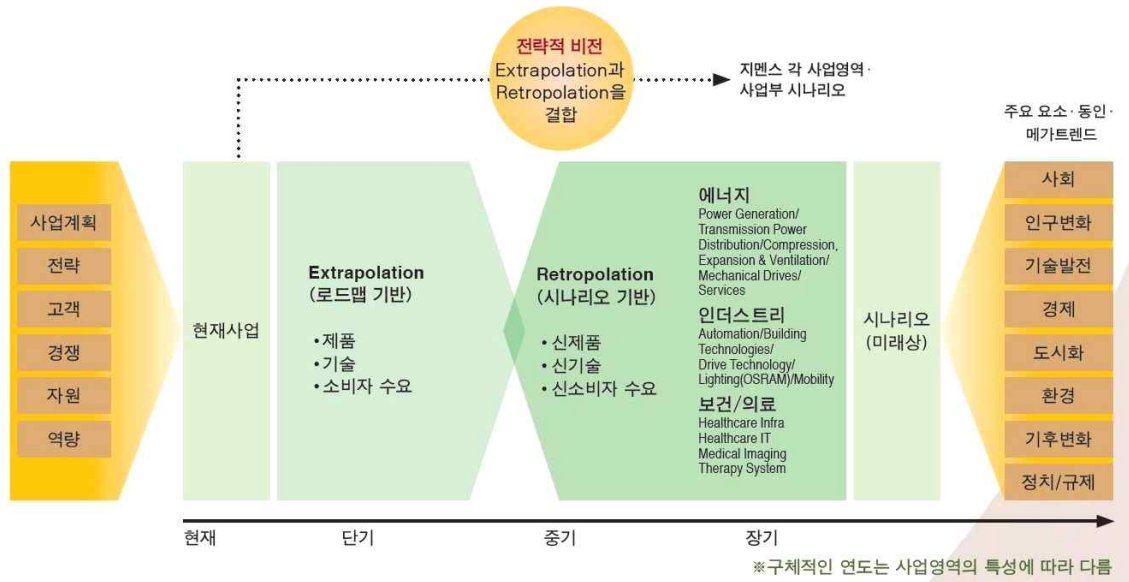 전략적 비전
Extrapolation과
Retropolation을
결합
지멘스 각 사업영역·
사업부 시나리오
주요 요소·동인·
메가트렌드
사업계획
전략
고객
경쟁
자원
역량
현재사업
Extrapolation
(로드맵 기반)
• 제품
• 기술
• 소비자 수요
Retropolation
(시나리오 기반)
• 신제품
• 신기술
• 신소비자 수요
에너지
Power Generation/
Transmission Power
Distribution/Compression,
Expansion & Ventilation/
Mechanical Drives/
Services
인더스트리
Automation/Building
Technologies/
Drive Technology/
Lighting(OSRAM)/Mobility
보건/의료
Healthcare Infra
Healthcare IT
Medical Imaging
Therapy System
시나리오
(미래상)
사회
인구변화
기술발전
경제
도시화
환경
기후변화
정치/규제
현재
단기
중기
장기
※구체적인 연도는 사업영역의 특성에 따라 다름